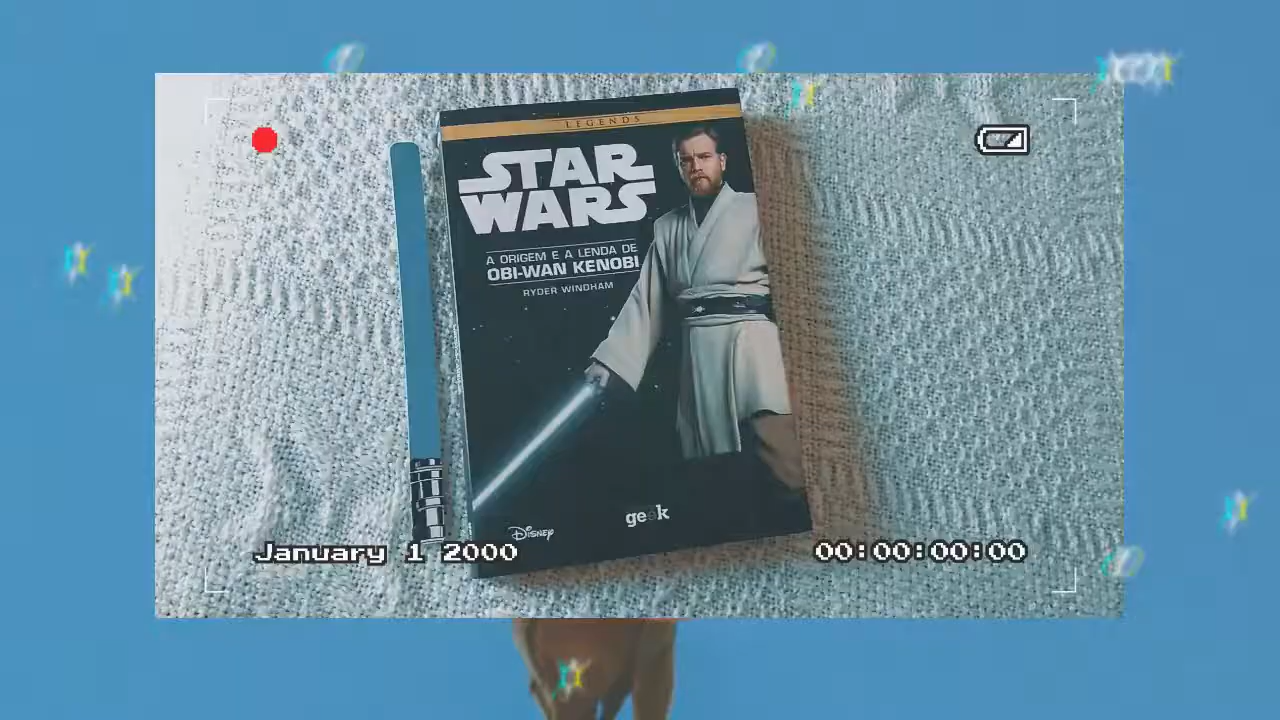 LEGENDS
STAR
WARS
A ORIGEM E A LENDA DE
OBI-WAN KENOBI
RYDER WINDHAM
DISNEY
geek
January 1 2000
00:00:00:00